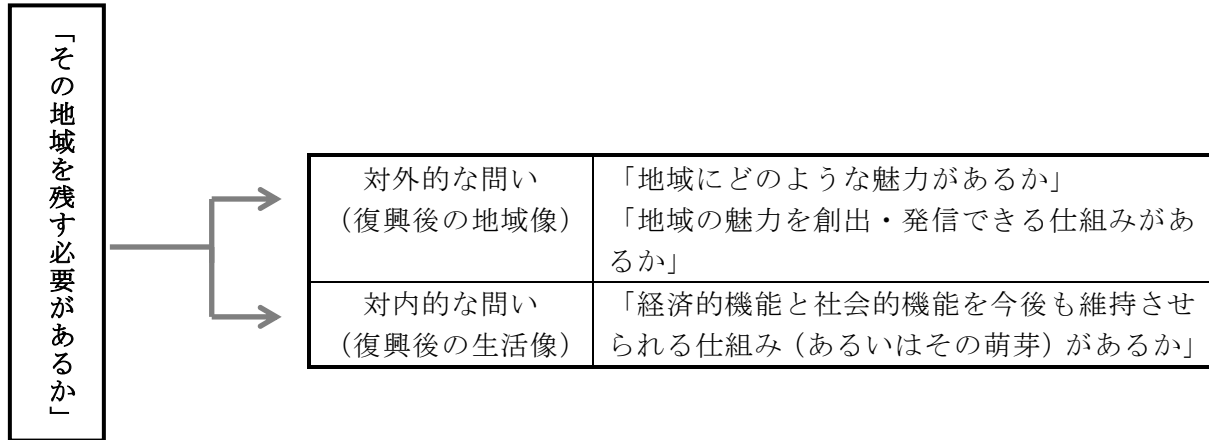 「その地域を残す必要があるか」
対外的な問い
（復興後の地域像）
「地域にどのような魅力があるか」
「地域の魅力を創出・発信できる仕組みがあ
るか」
対内的な問い
（復興後の生活像）
「経済的機能と社会的機能を今後も維持させ
られる仕組み（あるいはその萌芽）があるか」